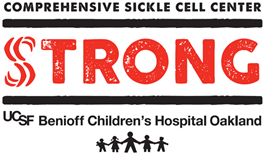 COMPREHENSIVE SICKLE CELL CENTER
STRONG
UCSF Benioff Children's Hospital Oakland